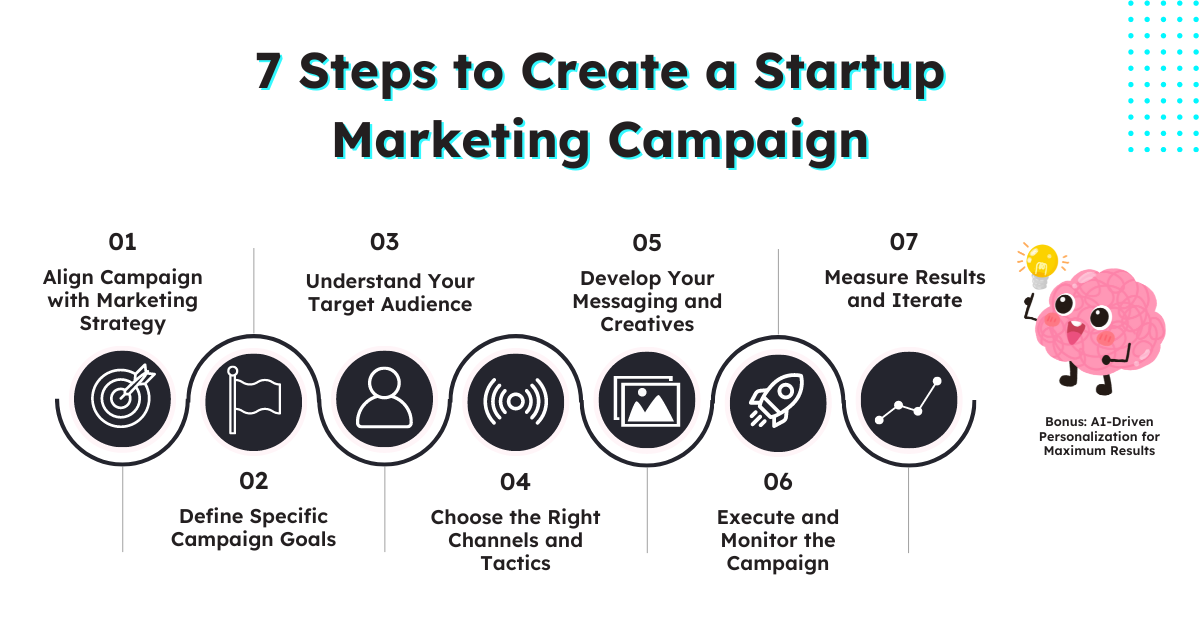 7 Steps to Create a Startup
Marketing Campaign
01
Align Campaign
with Marketing
Strategy
02
Define Specific
Campaign Goals
03
Understand Your
Target Audience
04
Choose the Right
Channels and
Tactics
05
Develop Your
Messaging and
Creatives
06
Execute and
Monitor the
Campaign
07
Measure Results
and Iterate
Bonus: AI-Driven
Personalization for
Maximum Results